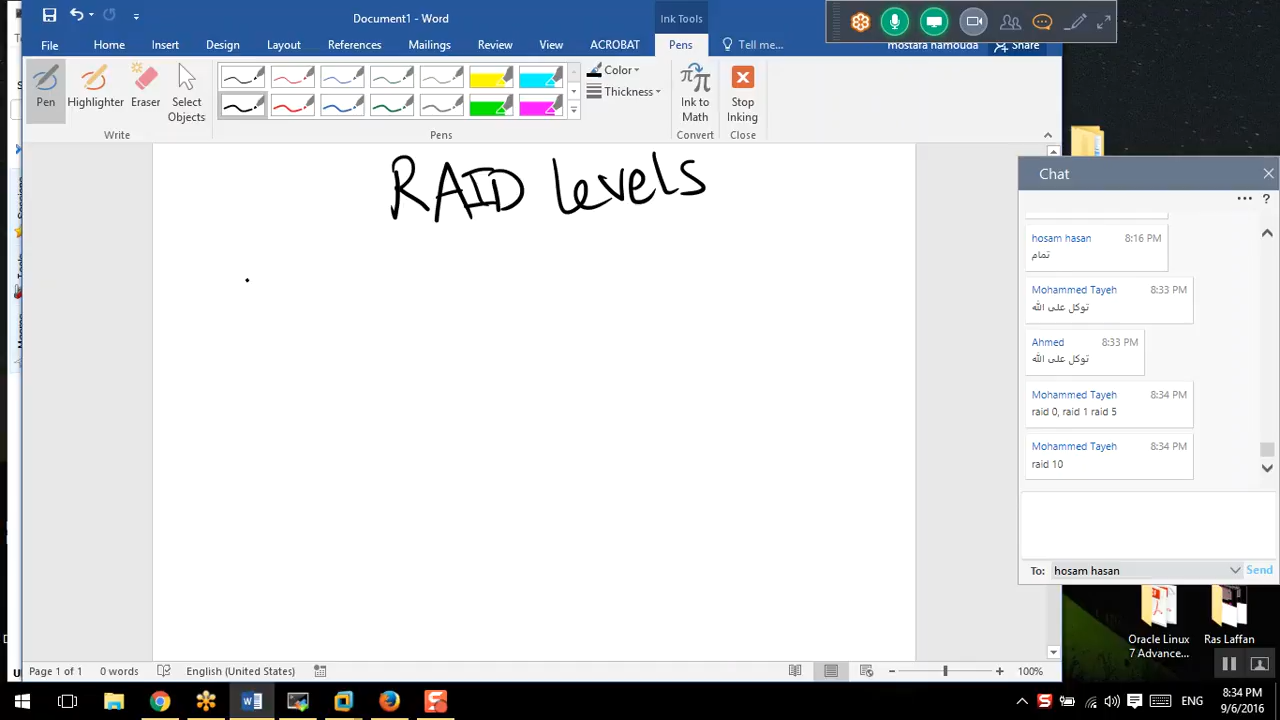 Document1 - Word
Ink Tools
mostafa hamouda
Share
File
Home
Insert
Design
Layout
References
Mailings
Review
View
ACROBAT
Pens
Tell me...
Pen
Highlighter
Eraser
Select
Objects
Color
Thickness
Ink to
Math
Stop
Inking
Write
Pens
Convert
Close
RAID levels
Chat
hosam hasan 8:16 PM
تمام
Mohammed Tayeh 8:33 PM
توكل على الله
Ahmed 8:33 PM
توكل على الله
Mohammed Tayeh 8:34 PM
raid 0, raid 1 raid 5
Mohammed Tayeh 8:34 PM
raid 10
To: hosam hasan Send
Sessions
Tools
Macros
Oracle Linux
7 Advance...
Ras Laffan
Page 1 of 1
0 words
English (United States)
100%
ENG
8:34 PM
9/6/2016